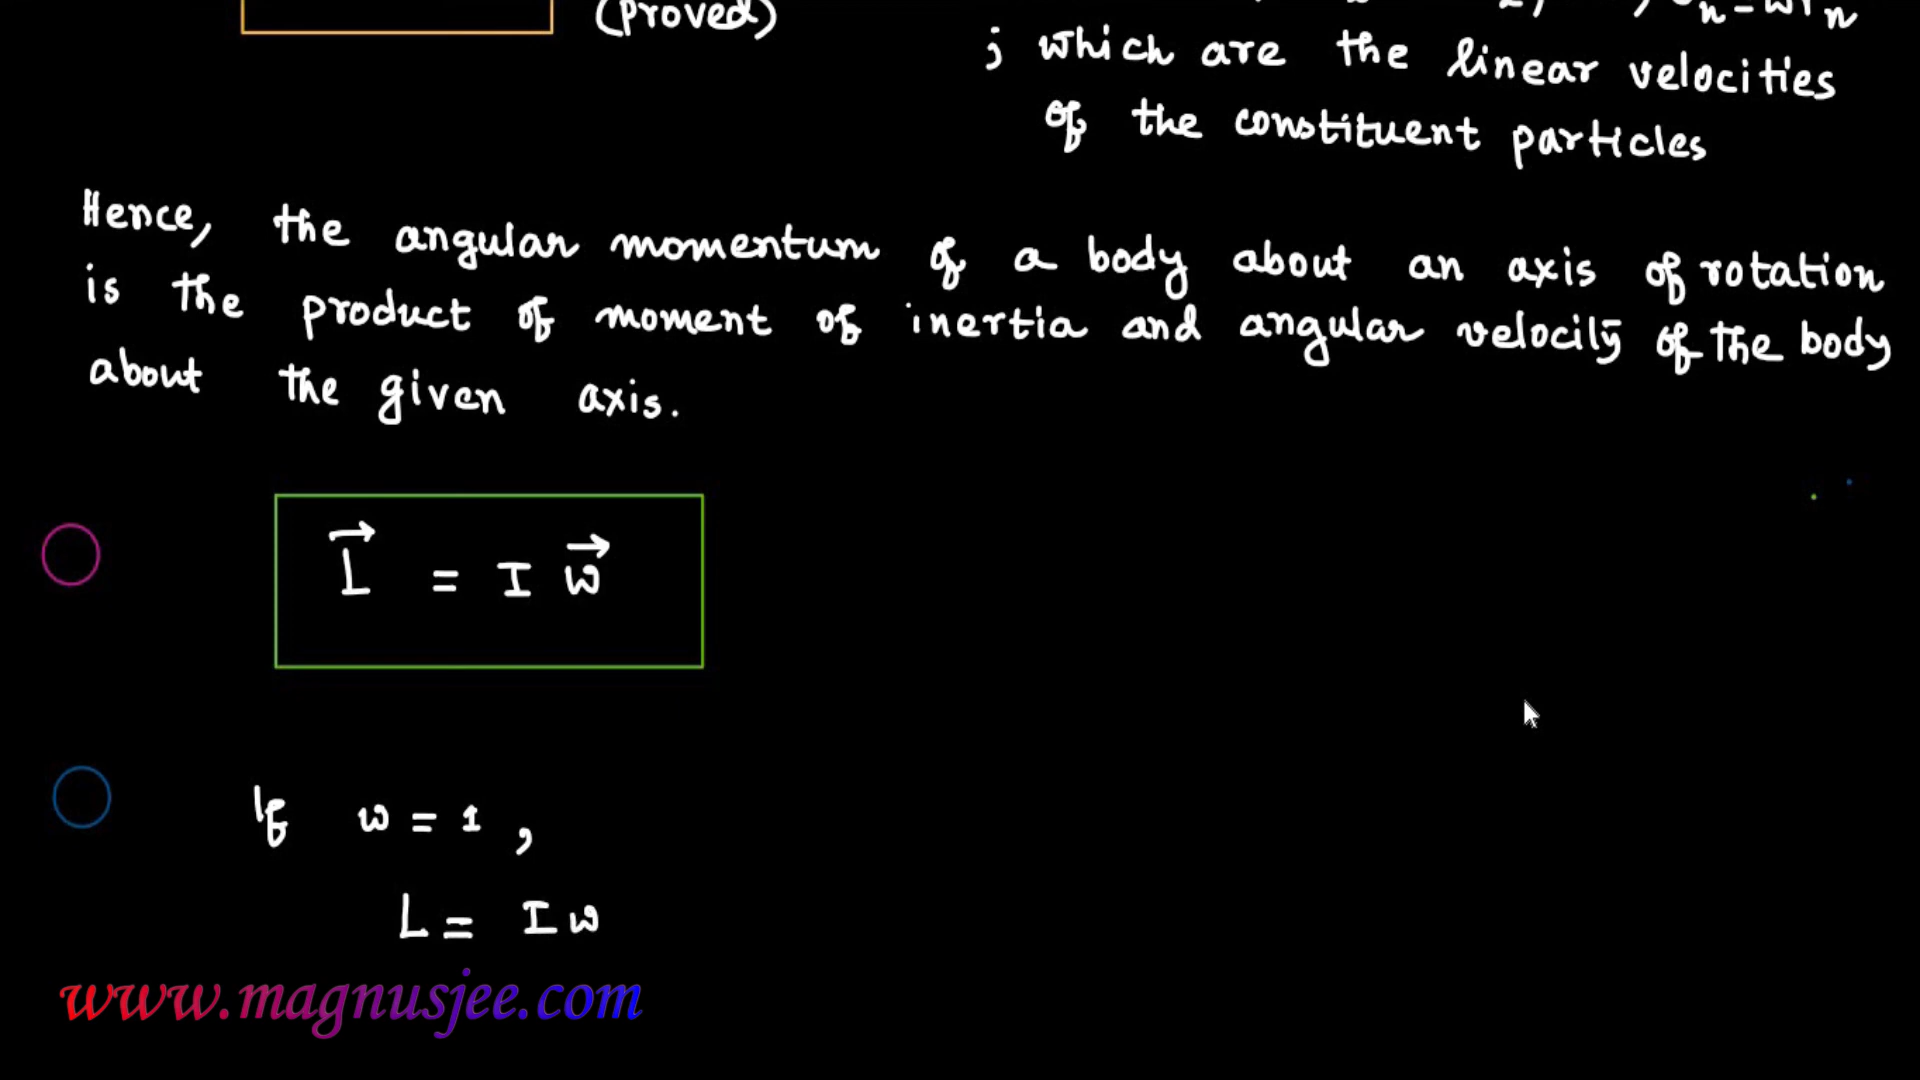 (Proved)
n = ωrn
; which are the linear velocities
of the constituent particles
Hence, the angular momentum of a body about an axis of rotation
is the product of moment of inertia and angular velocity of the body
about the given axis.
L⃗ = I ω⃗
If ω = 1 ,
L = I ω
www.magnusjee.com